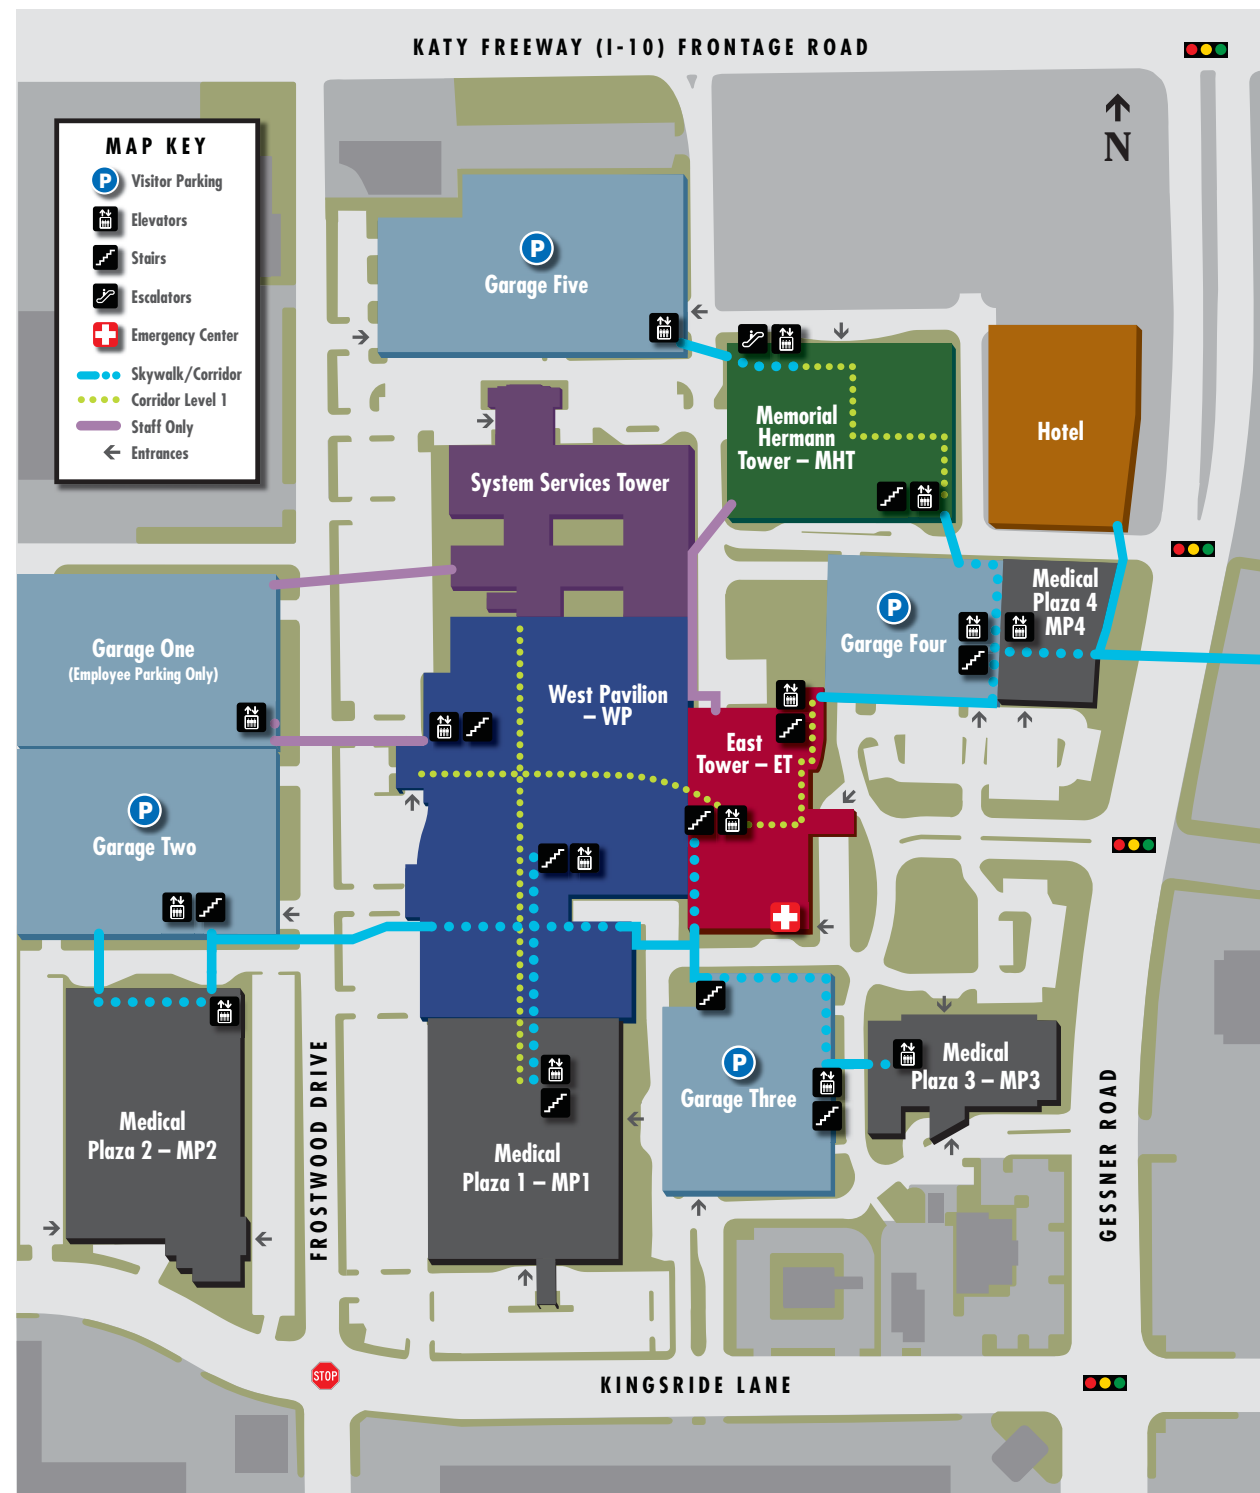 KATY FREEWAY (I-10) FRONTAGE ROAD
N
MAP KEY
P Visitor Parking
Elevators
Stairs
Escalators
Emergency Center
Skywalk/Corridor
Corridor Level 1
Staff Only
Entrances
P
Garage Five
Memorial
Hermann
Tower – MHT
Hotel
System Services Tower
Medical
Plaza 4
MP4
P
Garage Four
Garage One
(Employee Parking Only)
West Pavilion
– WP
East
Tower – ET
P
Garage Two
Medical
Plaza 3 – MP3
P
Garage Three
Medical
Plaza 2 – MP2
Medical
Plaza 1 – MP1
FROSTWOOD DRIVE
GESSNER ROAD
STOP
KINGSRIDE LANE